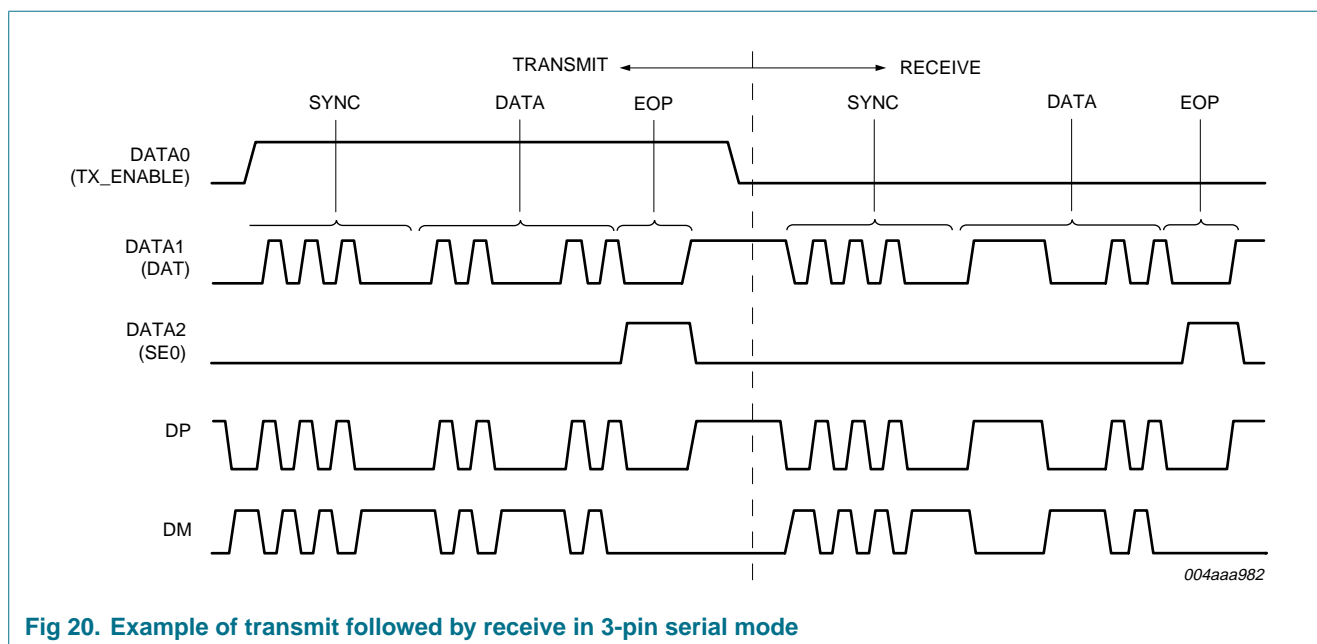 TRANSMIT RECEIVE
SYNC DATA EOP SYNC DATA EOP
DATA0
(TX_ENABLE)
DATA1
(DAT)
DATA2
(SE0)
DP
DM
004aaa982
Fig 20. Example of transmit followed by receive in 3-pin serial mode